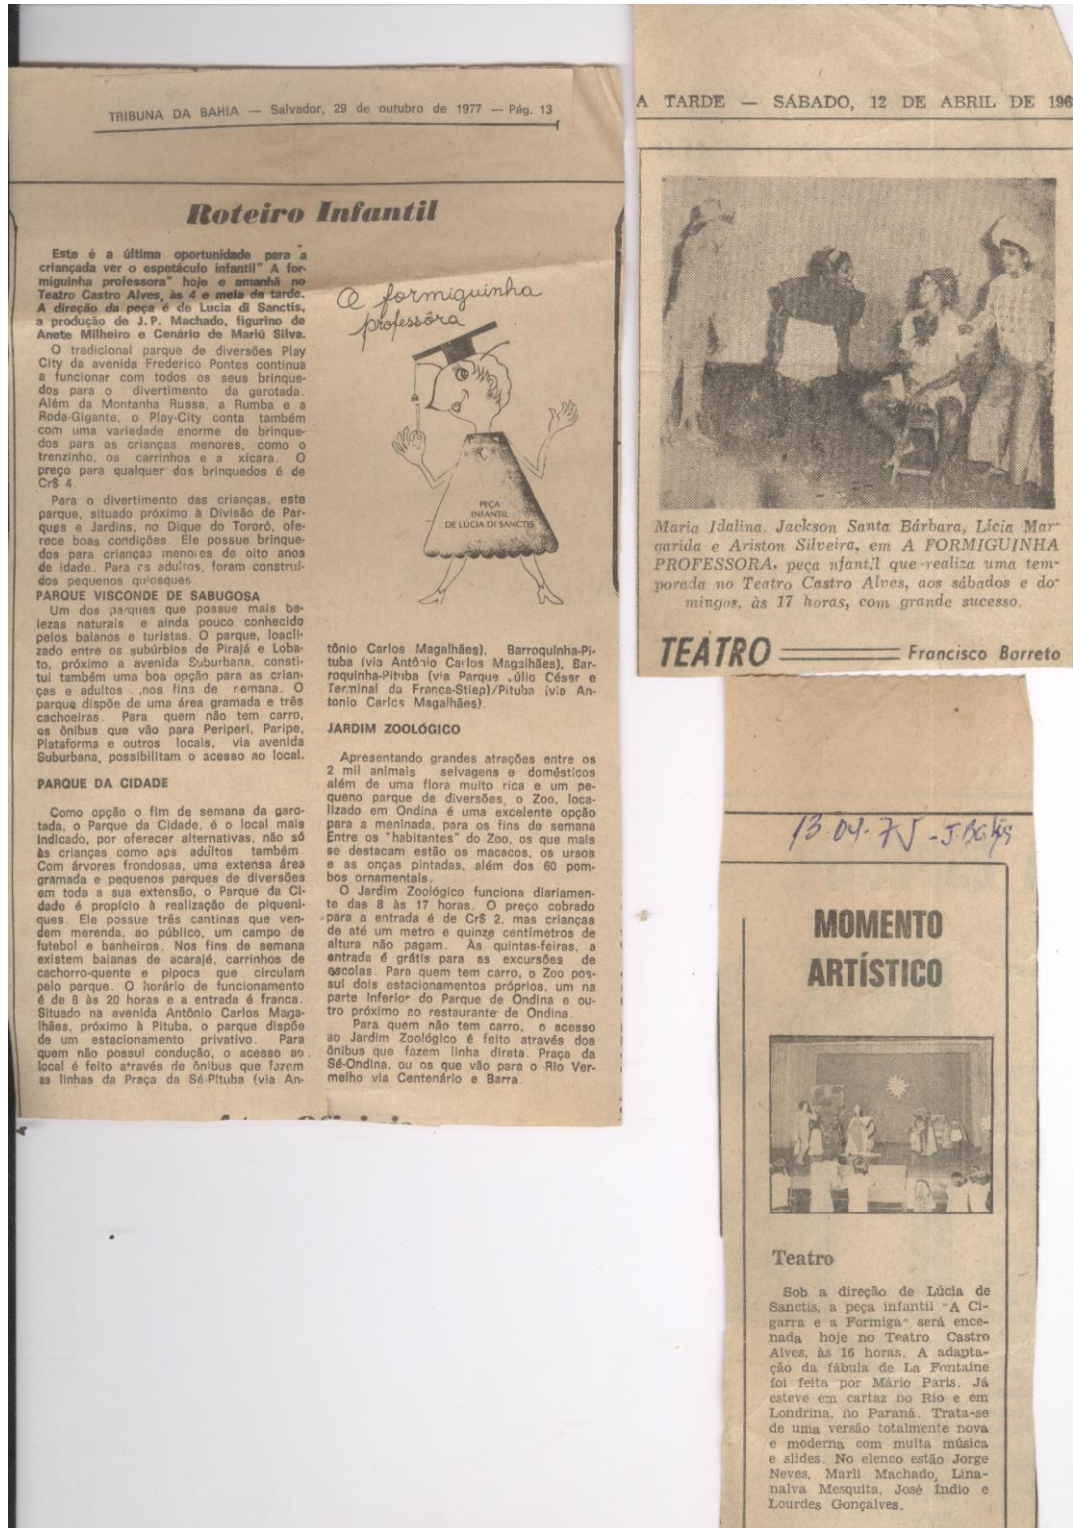 TRIBUNA DA BAHIA — Salvador, 29 de outubro de 1977 — Pág. 13
Roteiro Infantil
Este é a última oportunidade para a
criançada ver o espetáculo infantil" A for-
miguinha professora" hoje e amanhã no
Teatro Castro Alves, às 4 e meia da tarde.
A direção da peça é de Lucia di Sanctis,
a produção de J.P. Machado, figurino de
Anete Milheiro e Cenário de Mariú Silva.
O tradicional parque de diversões Play
City da avenida Frederico Pontes continua
a funcionar com todos os seus brinque-
dos para o divertimento da garotada.
Além da Montanha Russa, a Rumba e a
Roda-Gigante, o Play-City conta também
com uma variedade enorme de brinque-
dos para as crianças menores, como o
trenzinho, os carrinhos e a xícara. O
preço para qualquer dos brinquedos é de
Cr$ 4.
Para o divertimento das crianças, este
parque, situado próximo à Divisão de Par-
ques e Jardins, no Dique do Tororó, ofe-
rece boas condições. Ele possue brinque-
dos para crianças menores de oito anos
de idade. Para os adultos, foram construí-
dos pequenos quiosques.
PARQUE VISCONDE DE SABUGOSA
Um dos parques que possue mais be-
lezas naturais e ainda pouco conhecido
pelos baianos e turistas. O parque, loacli-
zado entre os subúrbios de Pirajá e Loba-
to, próximo a avenida Suburbana, consti-
tui também uma boa opção para as crian-
ças e adultos ,nos fins de semana. O
parque dispõe de uma área gramada e três
cachoeiras. Para quem não tem carro,
os ônibus que vão para Periperi, Paripe,
Plataforma e outros locais, via avenida
Suburbana, possibilitam o acesso ao local.
PARQUE DA CIDADE
Como opção o fim de semana da garo-
tada, o Parque da Cidade, é o local mais
indicado, por oferecer alternativas, não só
às crianças como aos adultos também.
Com árvores frondosas, uma extensa área
gramada e pequenos parques de diversões
em toda a sua extensão, o Parque da Ci-
dade é propício à realização de piqueni-
ques. Ele possue três cantinas que ven-
dem merenda, ao público, um campo de
futebol e banheiros. Nos fins de semana
existem baianas de acarajé, carrinhos de
cachorro-quente e pipoca que circulam
pelo parque. O horário de funcionamento
é de 8 às 20 horas e a entrada é franca.
Situado na avenida Antônio Carlos Maga-
lhães, próximo à Pituba, o parque dispõe
de um estacionamento privativo. Para
quem não possui condução, o acesso ao
local é feito através de ônibus que fazem
as linhas da Praça da Sé-Pituba (via An-
A formiguinha
professôra
PEÇA
INFANTIL
DE LÚCIA DI SANCTIS
tônio Carlos Magalhães), Barroquinha-Pi-
tuba (via Antônio Carlos Magalhães), Bar-
roquinha-Pituba (via Parque Júlio César e
Terminal da Franca-Stiep)/Pituba (via An-
tonio Carlos Magalhães).
JARDIM ZOOLÓGICO
Apresentando grandes atrações entre os
2 mil animais selvagens e domésticos
além de uma flora muito rica e um pe-
queno parque de diversões, o Zoo, loca-
lizado em Ondina é uma excelente opção
para a meninada, para os fins de semana
Entre os "habitantes" do Zoo, os que mais
se destacam estão os macacos, os ursos
e as onças pintadas, além dos 60 pom-
bos ornamentais.
O Jardim Zoológico funciona diariamen-
te das 8 às 17 horas. O preço cobrado
para a entrada é de Cr$ 2, mas crianças
de até um metro e quinze centímetros de
altura não pagam. Às quintas-feiras, a
entrada é grátis para as excursões de
escolas. Para quem tem carro, o Zoo pos-
sui dois estacionamentos próprios, um na
parte inferior do Parque de Ondina e ou-
tro próximo ao restaurante de Ondina.
Para quem não tem carro, o acesso
ao Jardim Zoológico é feito através dos
ônibus que fazem linha direta. Praça da
Sé-Ondina, ou os que vão para o Rio Ver-
melho via Centenário e Barra.
A TARDE — SÁBADO, 12 DE ABRIL DE 196
Maria Idalina. Jackson Santa Bárbara, Lícia Mar-
garida e Ariston Silveira, em A FORMIGUINHA
PROFESSORA, peça nfantil que realiza uma tem-
porada no Teatro Castro Alves, aos sábados e do-
mingos, às 17 horas, com grande sucesso.
TEATRO Francisco Barreto
13-04-75 - J. Bahia
MOMENTO
ARTÍSTICO
Teatro
Sob a direção de Lúcia de
Sanctis, a peça infantil "A Ci-
garra e a Formiga" será ence-
nada hoje no Teatro Castro
Alves, às 16 horas. A adapta-
ção da fábula de La Fontaine
foi feita por Mário Paris. Já
esteve em cartaz no Rio e em
Londrina, no Paraná. Trata-se
de uma versão totalmente nova
e moderna com muita música
e slides. No elenco estão Jorge
Neves, Marli Machado, Lina-
nalva Mesquita, José Índio e
Lourdes Gonçalves.